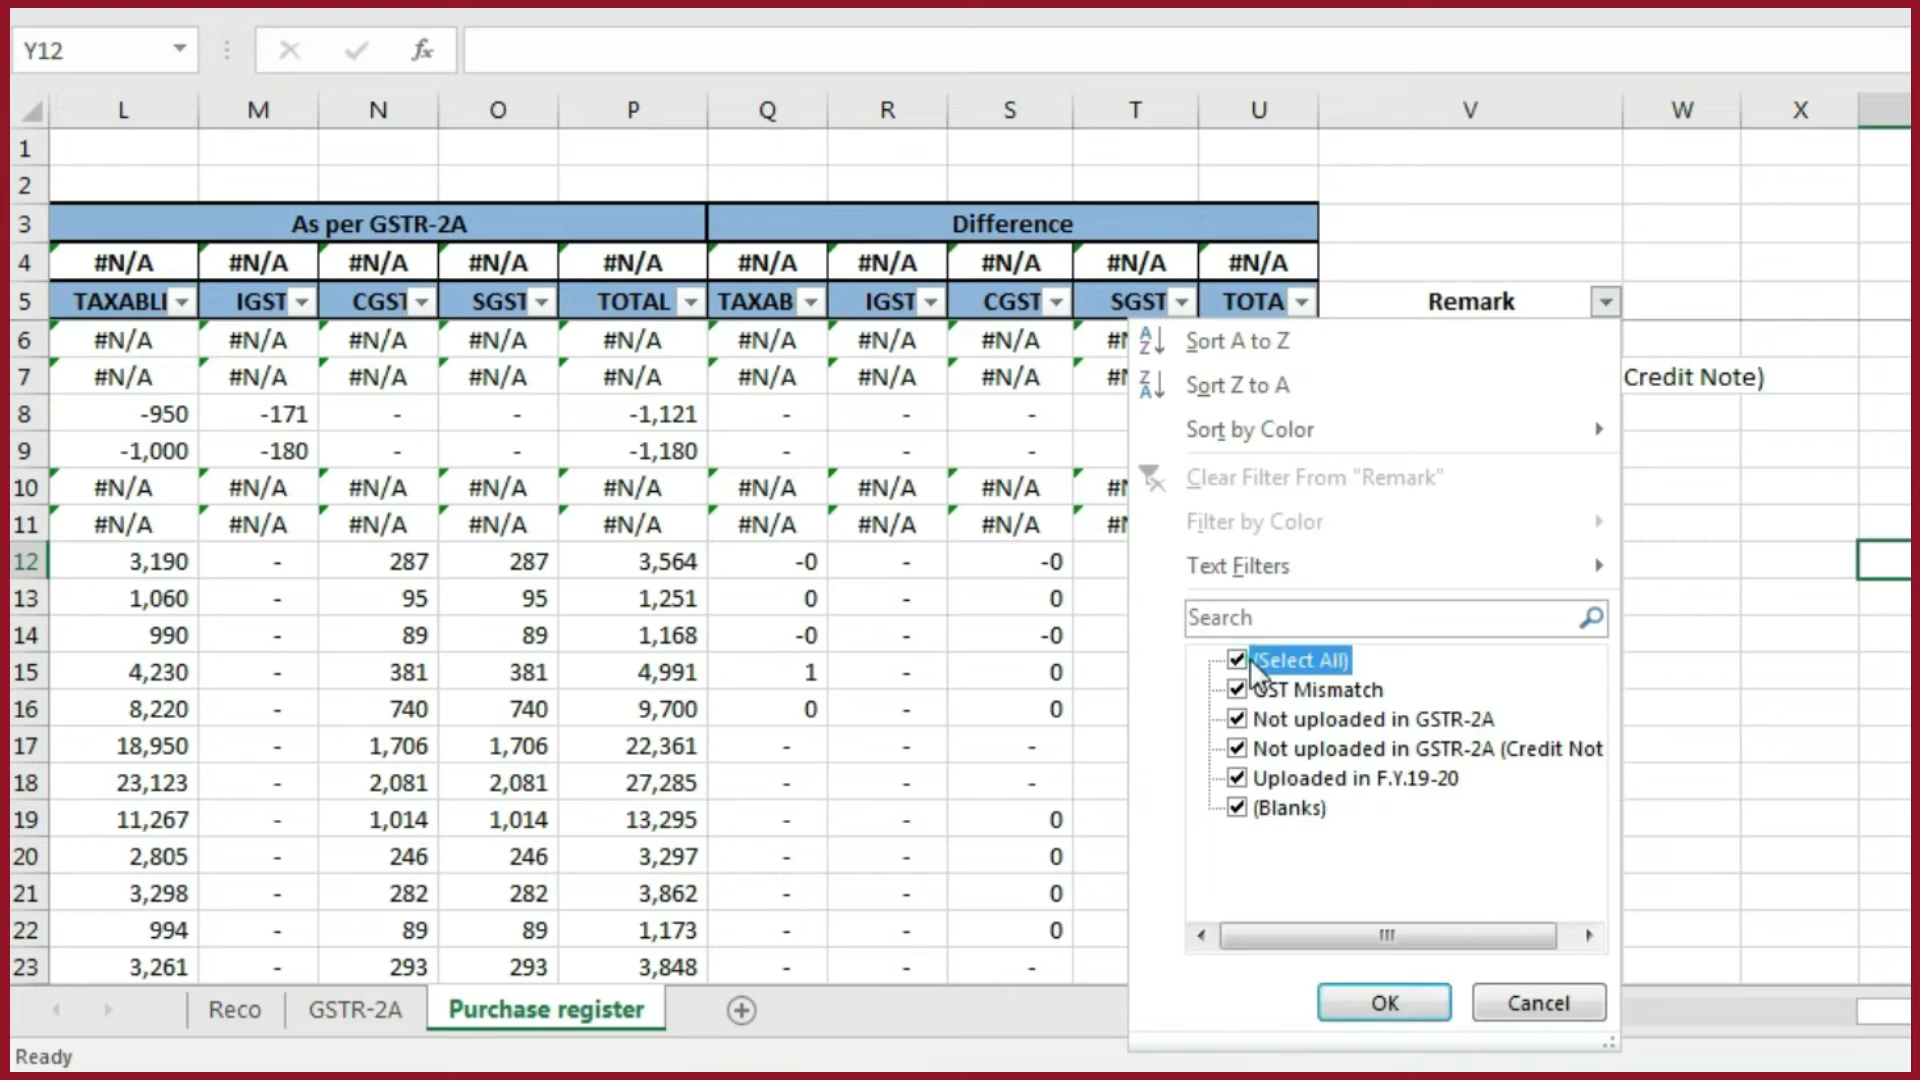 Y12 fx
L M N O P Q R S T U V W X
1
2
3 As per GSTR-2A Difference
4 #N/A #N/A #N/A #N/A #N/A #N/A #N/A #N/A #N/A #N/A
5 TAXABLI IGST CGST SGST TOTAL TAXAB IGST CGST SGST TOTA Remark
6 #N/A #N/A #N/A #N/A #N/A #N/A #N/A #N/A
7 #N/A #N/A #N/A #N/A #N/A #N/A #N/A #N/A Credit Note)
8 -950 -171 - - -1,121 - - -
9 -1,000 -180 - - -1,180 - - -
10 #N/A #N/A #N/A #N/A #N/A #N/A #N/A #N/A
11 #N/A #N/A #N/A #N/A #N/A #N/A #N/A #N/A
12 3,190 - 287 287 3,564 -0 - -0
13 1,060 - 95 95 1,251 0 - 0
14 990 - 89 89 1,168 -0 - -0
15 4,230 - 381 381 4,991 1 - 0
16 8,220 - 740 740 9,700 0 - 0
17 18,950 - 1,706 1,706 22,361 - - -
18 23,123 - 2,081 2,081 27,285 - - -
19 11,267 - 1,014 1,014 13,295 - - 0
20 2,805 - 246 246 3,297 - - 0
21 3,298 - 282 282 3,862 - - 0
22 994 - 89 89 1,173 - - 0
23 3,261 - 293 293 3,848 - - -
Sort A to Z
Sort Z to A
Sort by Color
Clear Filter From "Remark"
Filter by Color
Text Filters
Search
(Select All)
GST Mismatch
Not uploaded in GSTR-2A
Not uploaded in GSTR-2A (Credit Not
Uploaded in F.Y.19-20
(Blanks)
OK Cancel
Reco GSTR-2A Purchase register
Ready